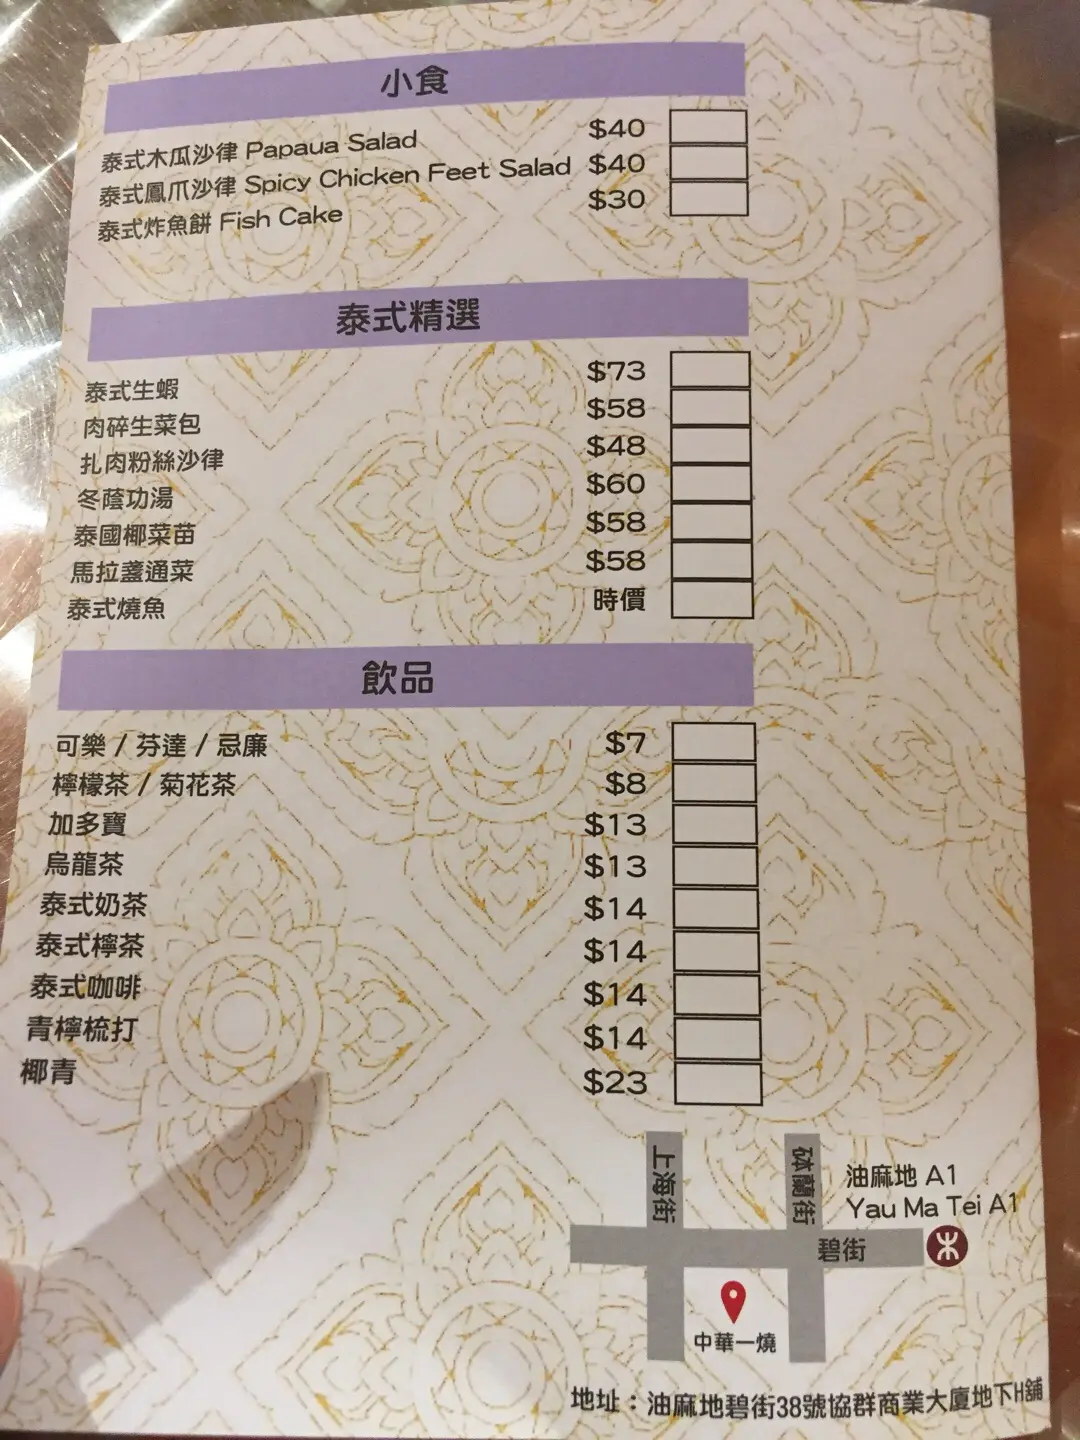 小食
泰式木瓜沙律 Papaua Salad $40
泰式鳳爪沙律 Spicy Chicken Feet Salad $40
泰式炸魚餅 Fish Cake $30
泰式精選
泰式生蝦 $73
肉碎生菜包 $58
扎肉粉絲沙律 $48
冬蔭功湯 $60
泰國椰菜苗 $58
馬拉盞通菜 $58
泰式燒魚 時價
飲品
可樂 / 芬達 / 忌廉 $7
檸檬茶 / 菊花茶 $8
加多寶 $13
烏龍茶 $13
泰式奶茶 $14
泰式檸茶 $14
泰式咖啡 $14
青檸梳打 $14
椰青 $23
上海街
砵蘭街
油麻地 A1
Yau Ma Tei A1
碧街
中華一燒
地址：油麻地碧街38號協群商業大廈地下H舖